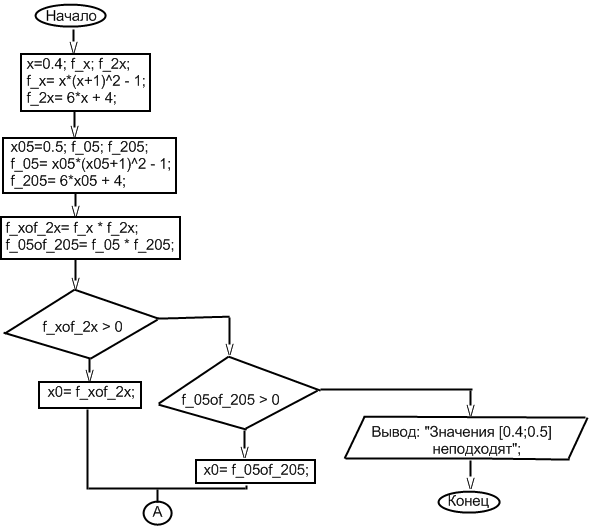 Начало
x=0.4; f_x; f_2x;
f_x= x*(x+1)^2 - 1;
f_2x= 6*x + 4;
x05=0.5; f_05; f_205;
f_05= x05*(x05+1)^2 - 1;
f_205= 6*x05 + 4;
f_xof_2x= f_x * f_2x;
f_05of_205= f_05 * f_205;
f_xof_2x > 0
x0= f_xof_2x;
f_05of_205 > 0
Вывод: "Значения [0.4;0.5]
неподходят";
x0= f_05of_205;
Конец
А